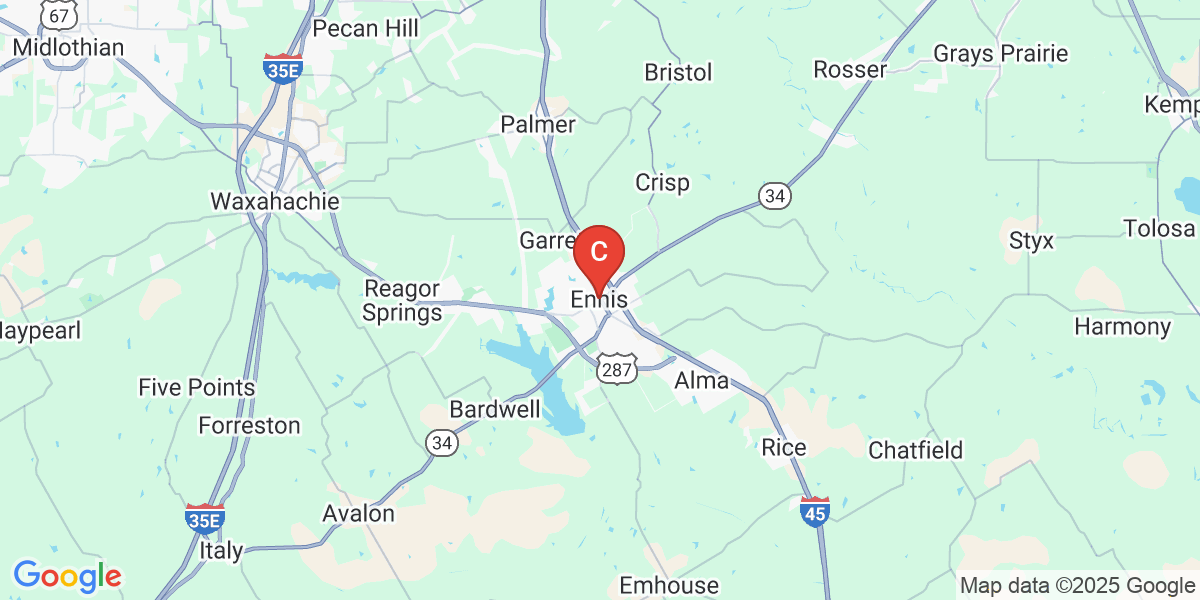 67
Pecan Hill
Midlothian
35E
Bristol
Rosser
Grays Prairie
Kemp
Palmer
Crisp
34
Waxahachie
Tolosa
Garre
Styx
C
Reagor
Springs
Ennis
Harmony
Maypearl
287
Alma
Five Points
Bardwell
Forreston
34
Rice
Chatfield
Avalon
45
35E
Italy
Google
Emhouse
Map data ©2025 Google